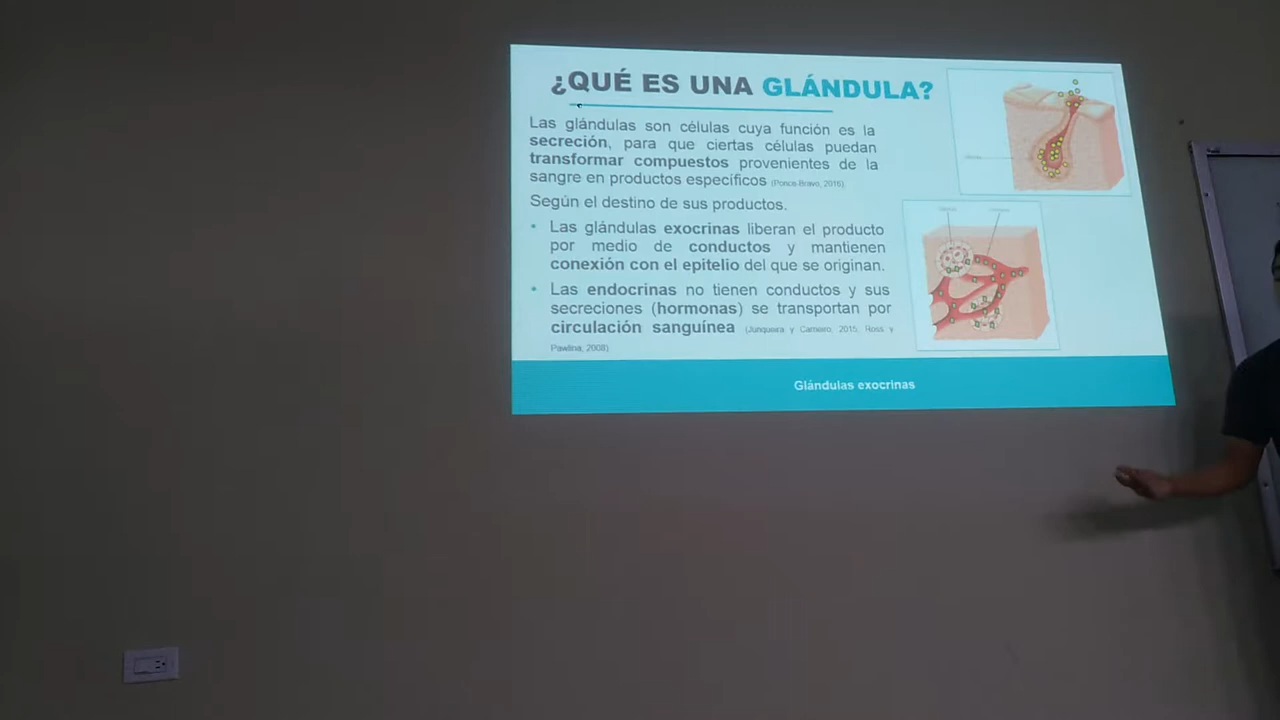 ¿QUÉ ES UNA GLÁNDULA?
Las glándulas son células cuya función es la
secreción, para que ciertas células puedan
transformar compuestos provenientes de la
sangre en productos específicos (Ponce-Bravo, 2016).
Según el destino de sus productos.
• Las glándulas exocrinas liberan el producto
por medio de conductos y mantienen
conexión con el epitelio del que se originan.
• Las endocrinas no tienen conductos y sus
secreciones (hormonas) se transportan por
circulación sanguínea (Junqueira y Carneiro, 2015, Ross y
Pawlina, 2008)
Glándulas exocrinas